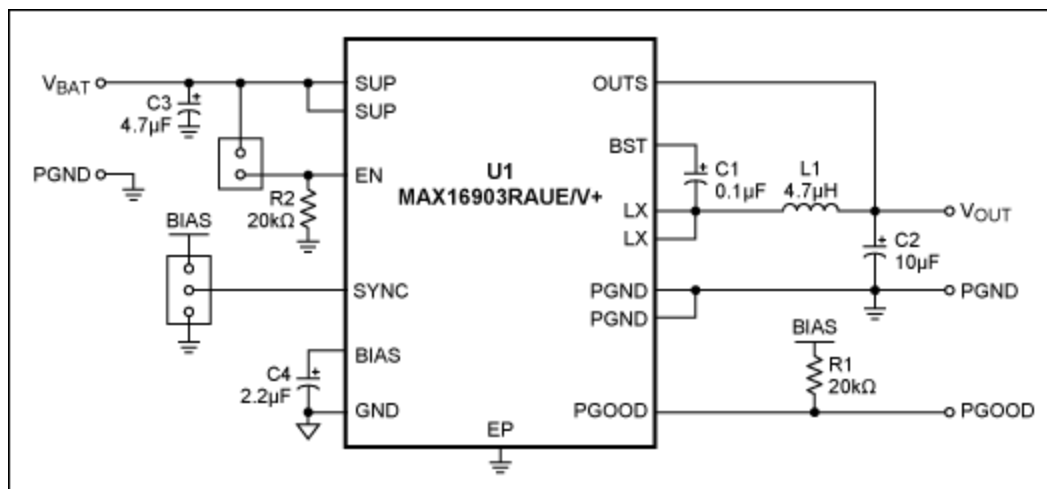 VBAT
C3
4.7µF
PGND
BIAS
R2
20kΩ
C4
2.2µF
SUP
SUP
EN
SYNC
BIAS
GND
U1
MAX16903RAUE/V+
EP
OUTS
BST
LX
LX
PGND
PGND
PGOOD
C1
0.1µF
L1
4.7µH
VOUT
C2
10µF
PGND
BIAS
R1
20kΩ
PGOOD